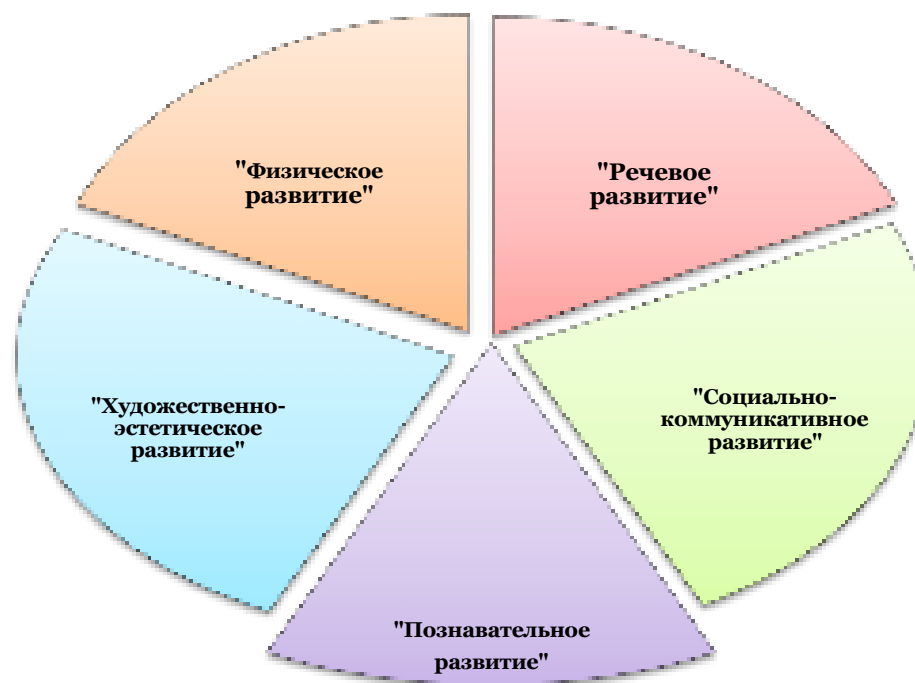 "Физическое
развитие"
"Речевое
развитие"
"Художественно-
эстетическое
развитие"
"Социально-
коммуникативное
развитие"
"Познавательное
развитие"